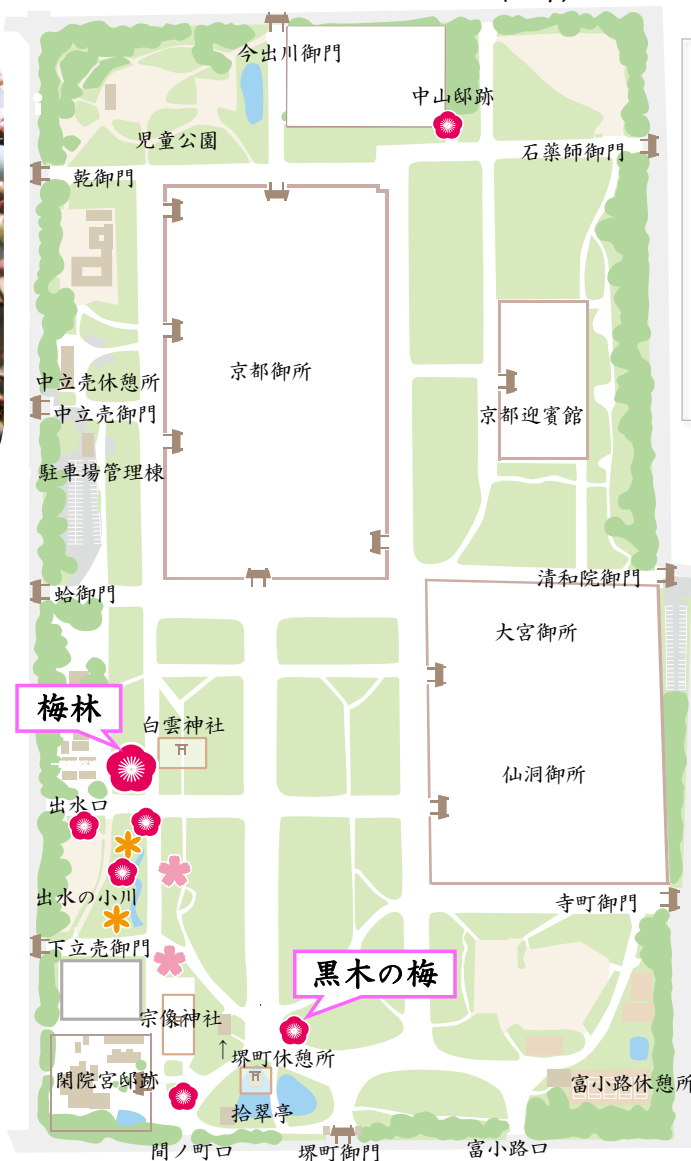 今出川御門
中山邸跡
児童公園
石薬師御門
乾御門
京都御所
中立売休憩所
中立売御門
京都迎賓館
駐車場管理棟
清和院御門
蛤御門
大宮御所
梅林
白雲神社
仙洞御所
出水口
出水の小川
寺町御門
下立売御門
黒木の梅
宗像神社
↑堺町休憩所
閑院宮邸跡
富小路休憩所
拾翠亭
間ノ町口
堺町御門
富小路口